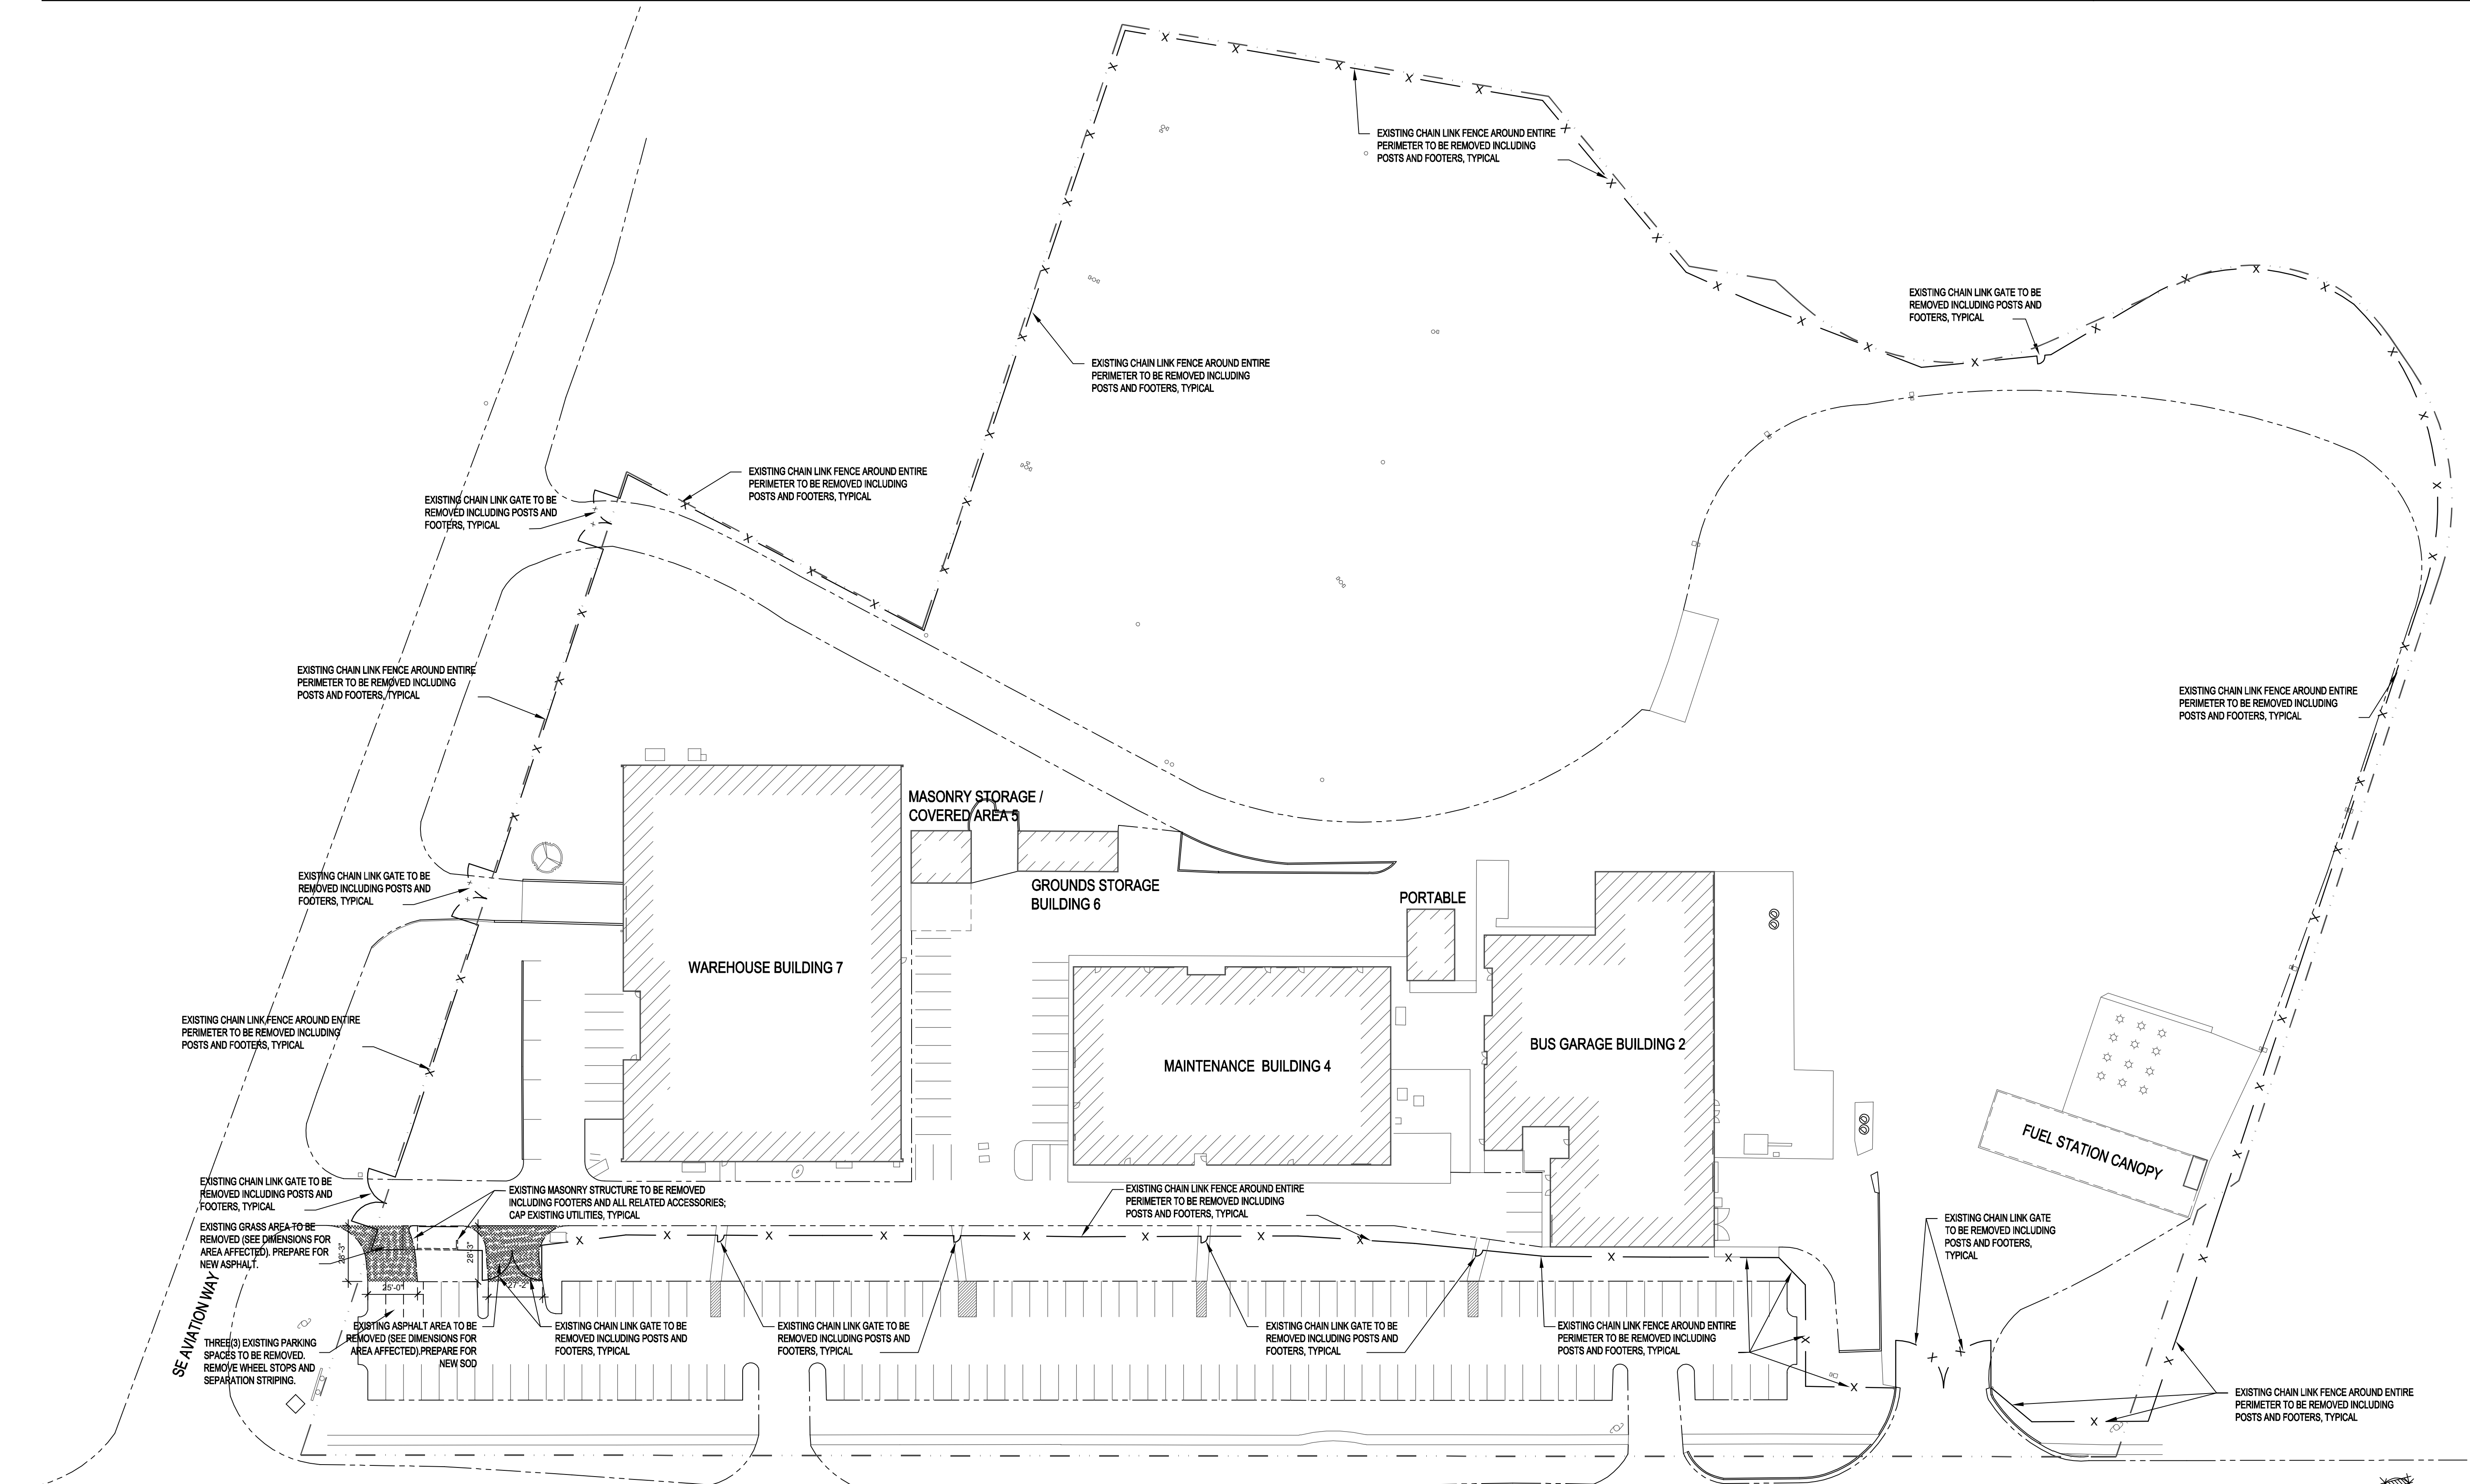 EXISTING CHAIN LINK FENCE AROUND ENTIRE
PERIMETER TO BE REMOVED INCLUDING
POSTS AND FOOTERS, TYPICAL
EXISTING CHAIN LINK GATE TO BE
REMOVED INCLUDING POSTS AND
FOOTERS, TYPICAL
EXISTING CHAIN LINK FENCE AROUND ENTIRE
PERIMETER TO BE REMOVED INCLUDING
POSTS AND FOOTERS, TYPICAL
EXISTING CHAIN LINK FENCE AROUND ENTIRE
PERIMETER TO BE REMOVED INCLUDING
POSTS AND FOOTERS, TYPICAL
EXISTING CHAIN LINK GATE TO BE
REMOVED INCLUDING POSTS AND
FOOTERS, TYPICAL
EXISTING CHAIN LINK FENCE AROUND ENTIRE
PERIMETER TO BE REMOVED INCLUDING
POSTS AND FOOTERS, TYPICAL
EXISTING CHAIN LINK FENCE AROUND ENTIRE
PERIMETER TO BE REMOVED INCLUDING
POSTS AND FOOTERS, TYPICAL
MASONRY STORAGE /
COVERED AREA 5
EXISTING CHAIN LINK GATE TO BE
REMOVED INCLUDING POSTS AND
FOOTERS, TYPICAL
GROUNDS STORAGE
BUILDING 6
PORTABLE
WAREHOUSE BUILDING 7
EXISTING CHAIN LINK FENCE AROUND ENTIRE
PERIMETER TO BE REMOVED INCLUDING
POSTS AND FOOTERS, TYPICAL
MAINTENANCE BUILDING 4
BUS GARAGE BUILDING 2
FUEL STATION CANOPY
EXISTING CHAIN LINK GATE TO BE
REMOVED INCLUDING POSTS AND
FOOTERS, TYPICAL
EXISTING MASONRY STRUCTURE TO BE REMOVED
INCLUDING FOOTERS AND ALL RELATED ACCESSORIES;
CAP EXISTING UTILITIES, TYPICAL
EXISTING CHAIN LINK FENCE AROUND ENTIRE
PERIMETER TO BE REMOVED INCLUDING
POSTS AND FOOTERS, TYPICAL
EXISTING CHAIN LINK GATE
TO BE REMOVED INCLUDING
POSTS AND FOOTERS,
TYPICAL
EXISTING GRASS AREA TO BE
REMOVED (SEE DIMENSIONS FOR
AREA AFFECTED). PREPARE FOR
NEW ASPHALT.
28'-3"
28'-3"
25'-0"
27'-2"
SE AVIATION WAY
THREE(3) EXISTING PARKING
SPACES TO BE REMOVED.
REMOVE WHEEL STOPS AND
SEPARATION STRIPING.
EXISTING ASPHALT AREA TO BE
REMOVED (SEE DIMENSIONS FOR
AREA AFFECTED).PREPARE FOR
NEW SOD
EXISTING CHAIN LINK GATE TO BE
REMOVED INCLUDING POSTS AND
FOOTERS, TYPICAL
EXISTING CHAIN LINK GATE TO BE
REMOVED INCLUDING POSTS AND
FOOTERS, TYPICAL
EXISTING CHAIN LINK GATE TO BE
REMOVED INCLUDING POSTS AND
FOOTERS, TYPICAL
EXISTING CHAIN LINK FENCE AROUND ENTIRE
PERIMETER TO BE REMOVED INCLUDING
POSTS AND FOOTERS, TYPICAL
EXISTING CHAIN LINK FENCE AROUND ENTIRE
PERIMETER TO BE REMOVED INCLUDING
POSTS AND FOOTERS, TYPICAL